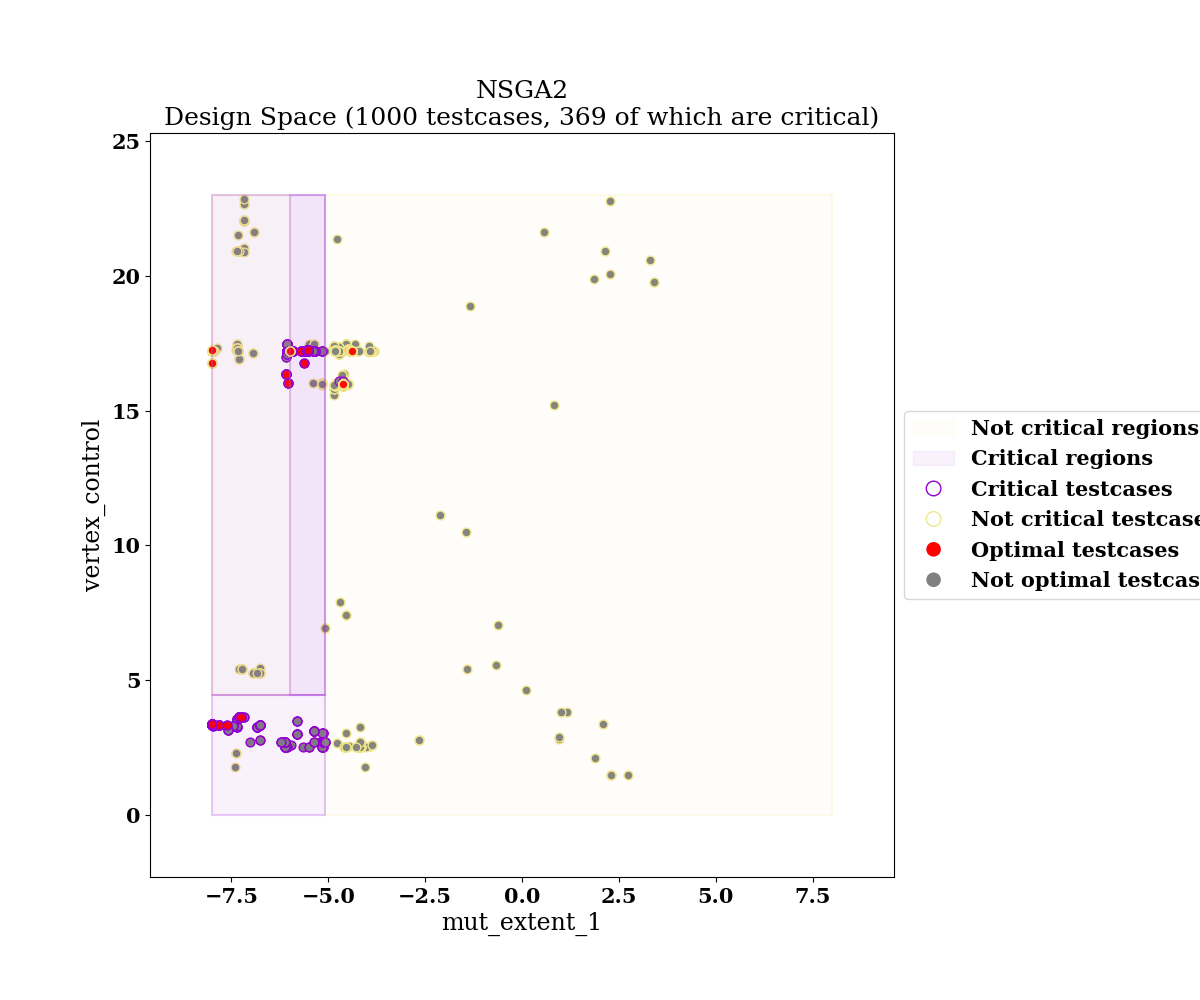 NSGA2
Design Space (1000 testcases, 369 of which are critical)
25
20
15
10
5
0
vertex_control
−7.5
−5.0
−2.5
0.0
2.5
5.0
7.5
mut_extent_1
Not critical regions
Critical regions
Critical testcases
Not critical testcase
Optimal testcases
Not optimal testcas